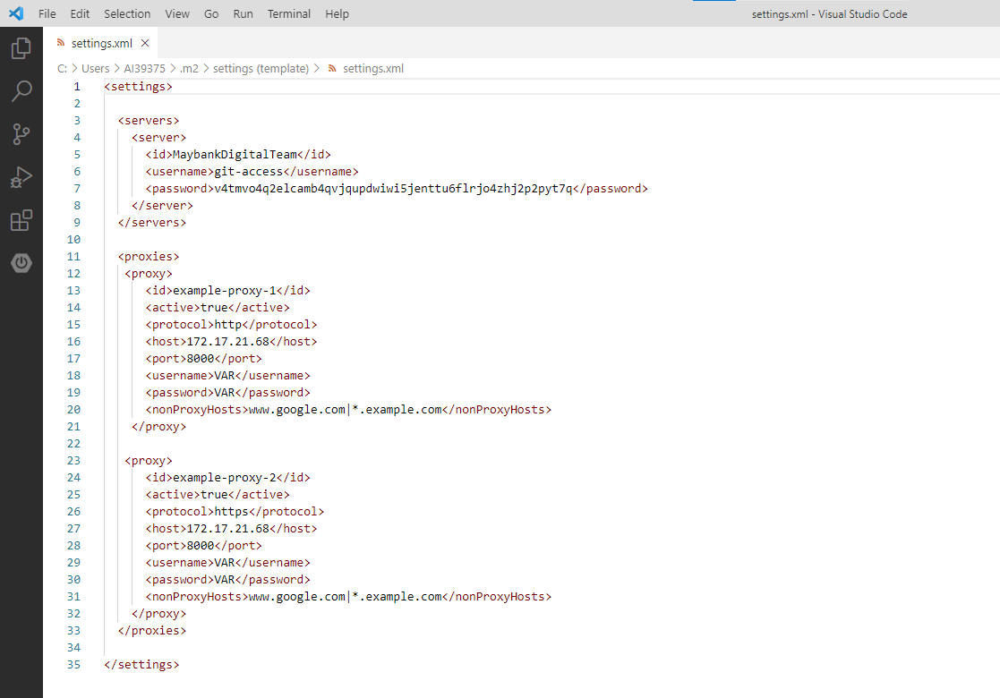 File Edit Selection View Go Run Terminal Help settings.xml - Visual Studio Code
settings.xml
C: > Users > AI39375 > .m2 > settings (template) > settings.xml
1 <settings>
2
3 <servers>
4 <server>
5 <id>MaybankDigitalTeam</id>
6 <username>git-access</username>
7 <password>v4tmvo4q2elcamb4qvjqupdwiwi5jenttu6flrjo4zhj2p2pyt7q</password>
8 </server>
9 </servers>
10
11 <proxies>
12 <proxy>
13 <id>example-proxy-1</id>
14 <active>true</active>
15 <protocol>http</protocol>
16 <host>172.17.21.68</host>
17 <port>8000</port>
18 <username>VAR</username>
19 <password>VAR</password>
20 <nonProxyHosts>www.google.com|*.example.com</nonProxyHosts>
21 </proxy>
22
23 <proxy>
24 <id>example-proxy-2</id>
25 <active>true</active>
26 <protocol>https</protocol>
27 <host>172.17.21.68</host>
28 <port>8000</port>
29 <username>VAR</username>
30 <password>VAR</password>
31 <nonProxyHosts>www.google.com|*.example.com</nonProxyHosts>
32 </proxy>
33 </proxies>
34
35 </settings>